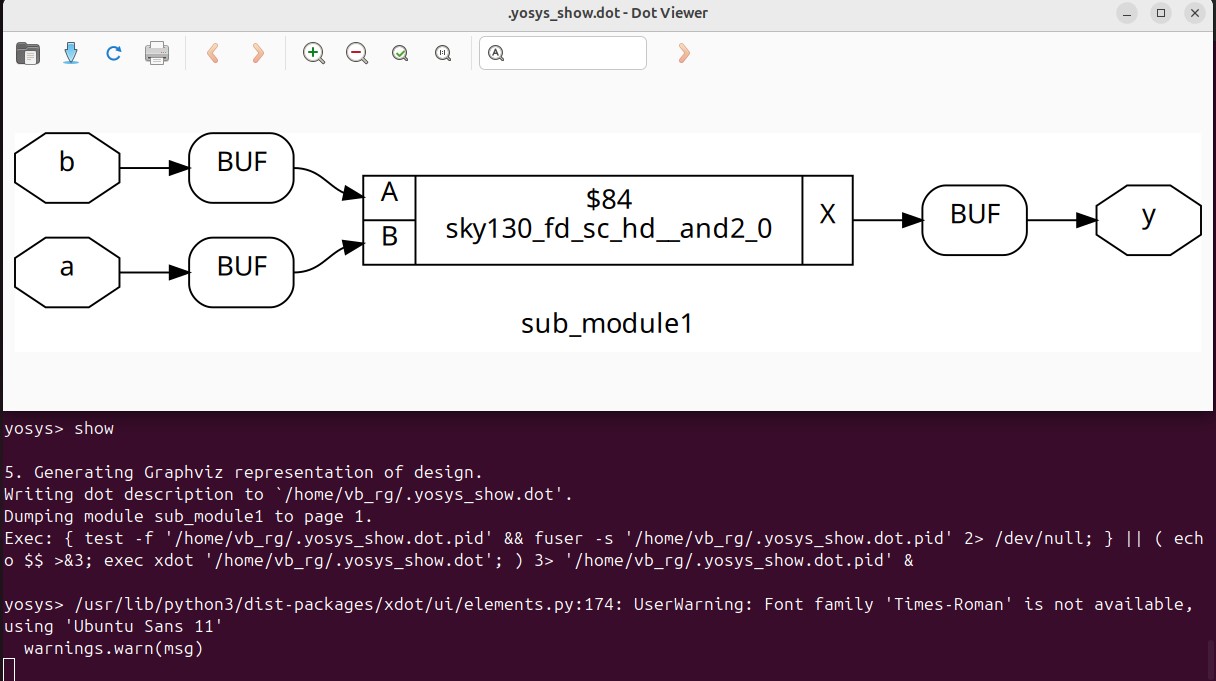 .yosys_show.dot - Dot Viewer
b
BUF
A
$84
sky130_fd_sc_hd__and2_0
X
BUF
y
a
BUF
B
sub_module1
yosys> show
5. Generating Graphviz representation of design.
Writing dot description to `/home/vb_rg/.yosys_show.dot'.
Dumping module sub_module1 to page 1.
Exec: { test -f '/home/vb_rg/.yosys_show.dot.pid' && fuser -s '/home/vb_rg/.yosys_show.dot.pid' 2> /dev/null; } || ( ech
o $$ >&3; exec xdot '/home/vb_rg/.yosys_show.dot'; ) 3> '/home/vb_rg/.yosys_show.dot.pid' &
yosys> /usr/lib/python3/dist-packages/xdot/ui/elements.py:174: UserWarning: Font family 'Times-Roman' is not available,
using 'Ubuntu Sans 11'
  warnings.warn(msg)